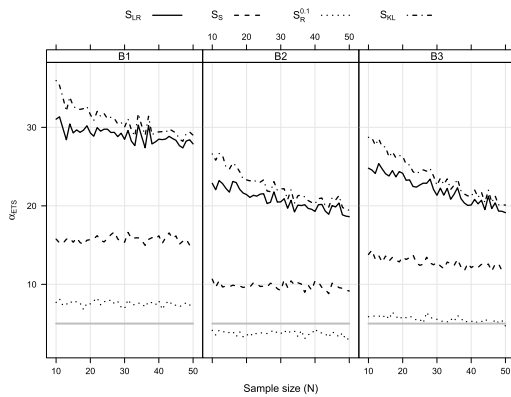 S_LR S_S S_R^0.1 S_KL
10 20 30 40 50
B1 B2 B3
30
20
10
α_ETS
10 20 30 40 50 10 20 30 40 50
Sample size (N)